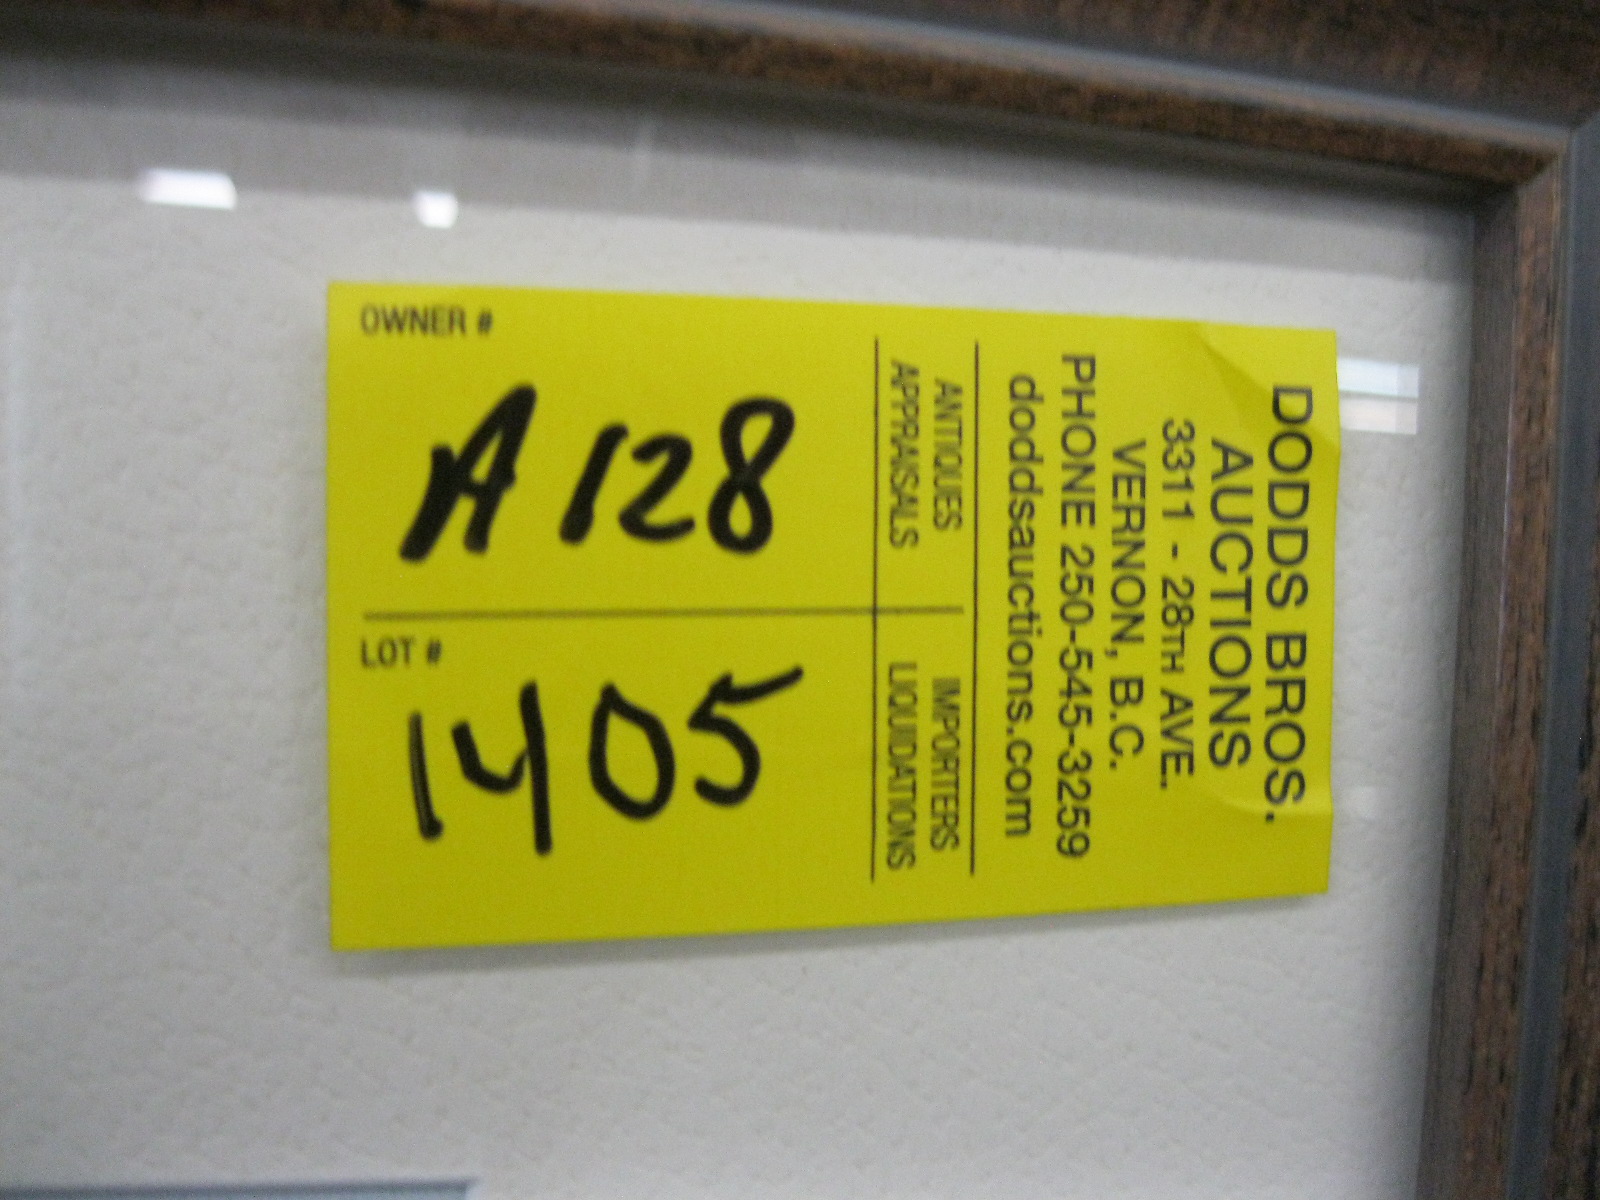 OWNER #
A128
LOT #
1405
ANTIQUES
APPRAISALS
IMPORTERS
LIQUIDATIONS
DODDS BROS.
AUCTIONS
3311 - 28TH AVE.
VERNON, B.C.
PHONE 250-545-3259
doddsauctions.com